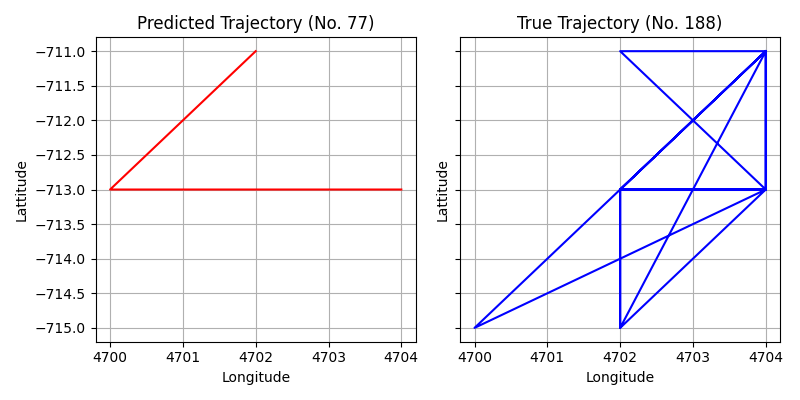 Predicted Trajectory (No. 77)
True Trajectory (No. 188)
−711.0
−711.5
−712.0
−712.5
−713.0
−713.5
−714.0
−714.5
−715.0
Lattitude
Lattitude
4700 4701 4702 4703 4704
4700 4701 4702 4703 4704
Longitude
Longitude